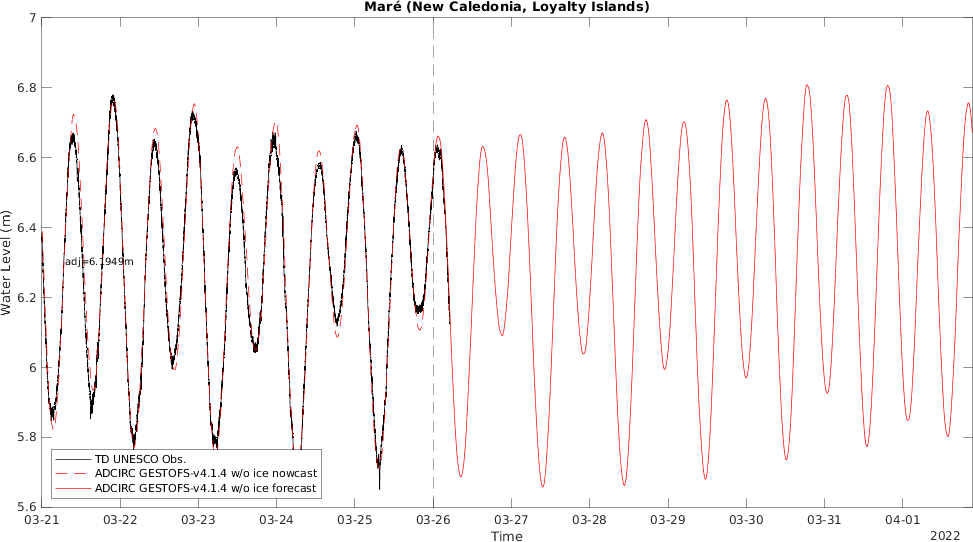 Maré (New Caledonia, Loyalty Islands)
7
6.8
6.6
6.4
6.2
6
5.8
5.6
Water Level (m)
adj=6.1949m
TD UNESCO Obs.
ADCIRC GESTOFS-v4.1.4 w/o ice nowcast
ADCIRC GESTOFS-v4.1.4 w/o ice forecast
03-21 03-22 03-23 03-24 03-25 03-26 03-27 03-28 03-29 03-30 03-31 04-01
Time
2022